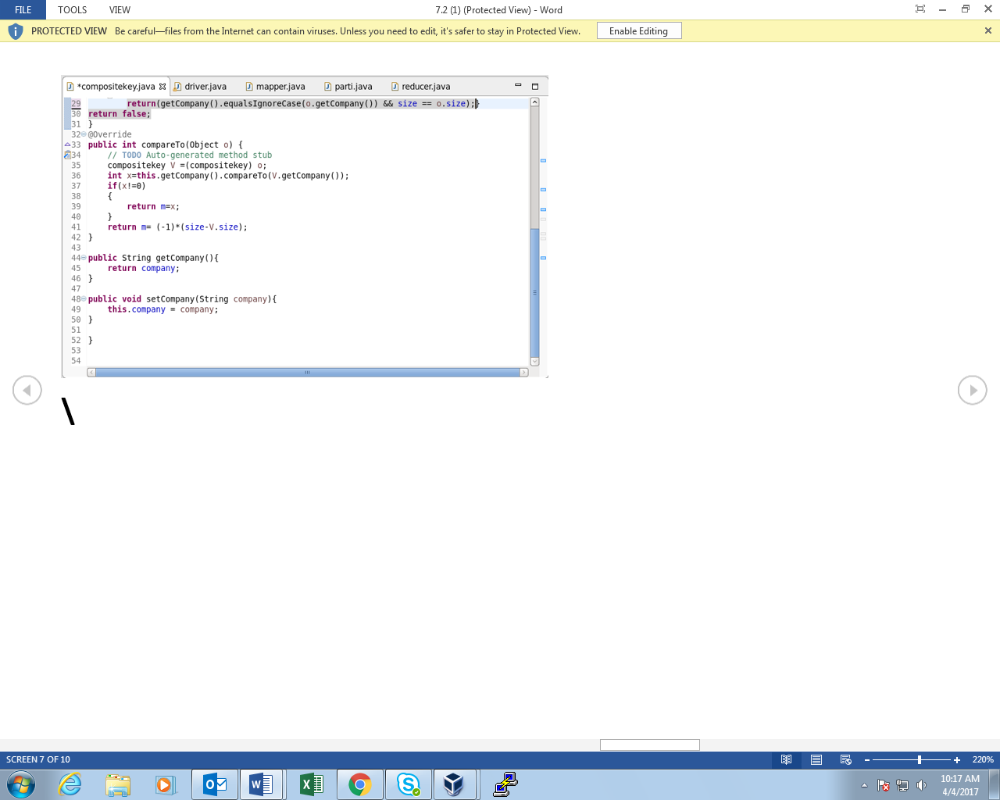 FILE TOOLS VIEW 7.2 (1) (Protected View) - Word
PROTECTED VIEW Be careful—files from the Internet can contain viruses. Unless you need to edit, it's safer to stay in Protected View. Enable Editing
*compositekey.java driver.java mapper.java parti.java reducer.java
29 return(getCompany().equalsIgnoreCase(o.getCompany()) && size == o.size);}
30 return false;
31 }
32 @Override
33 public int compareTo(Object o) {
34 // TODO Auto-generated method stub
35 compositekey V =(compositekey) o;
36 int x=this.getCompany().compareTo(V.getCompany());
37 if(x!=0)
38 {
39 return m=x;
40 }
41 return m= (-1)*(size-V.size);
42 }
43
44 public String getCompany(){
45 return company;
46 }
47
48 public void setCompany(String company){
49 this.company = company;
50 }
51
52 }
53
54
\
SCREEN 7 OF 10 220%
10:17 AM
4/4/2017